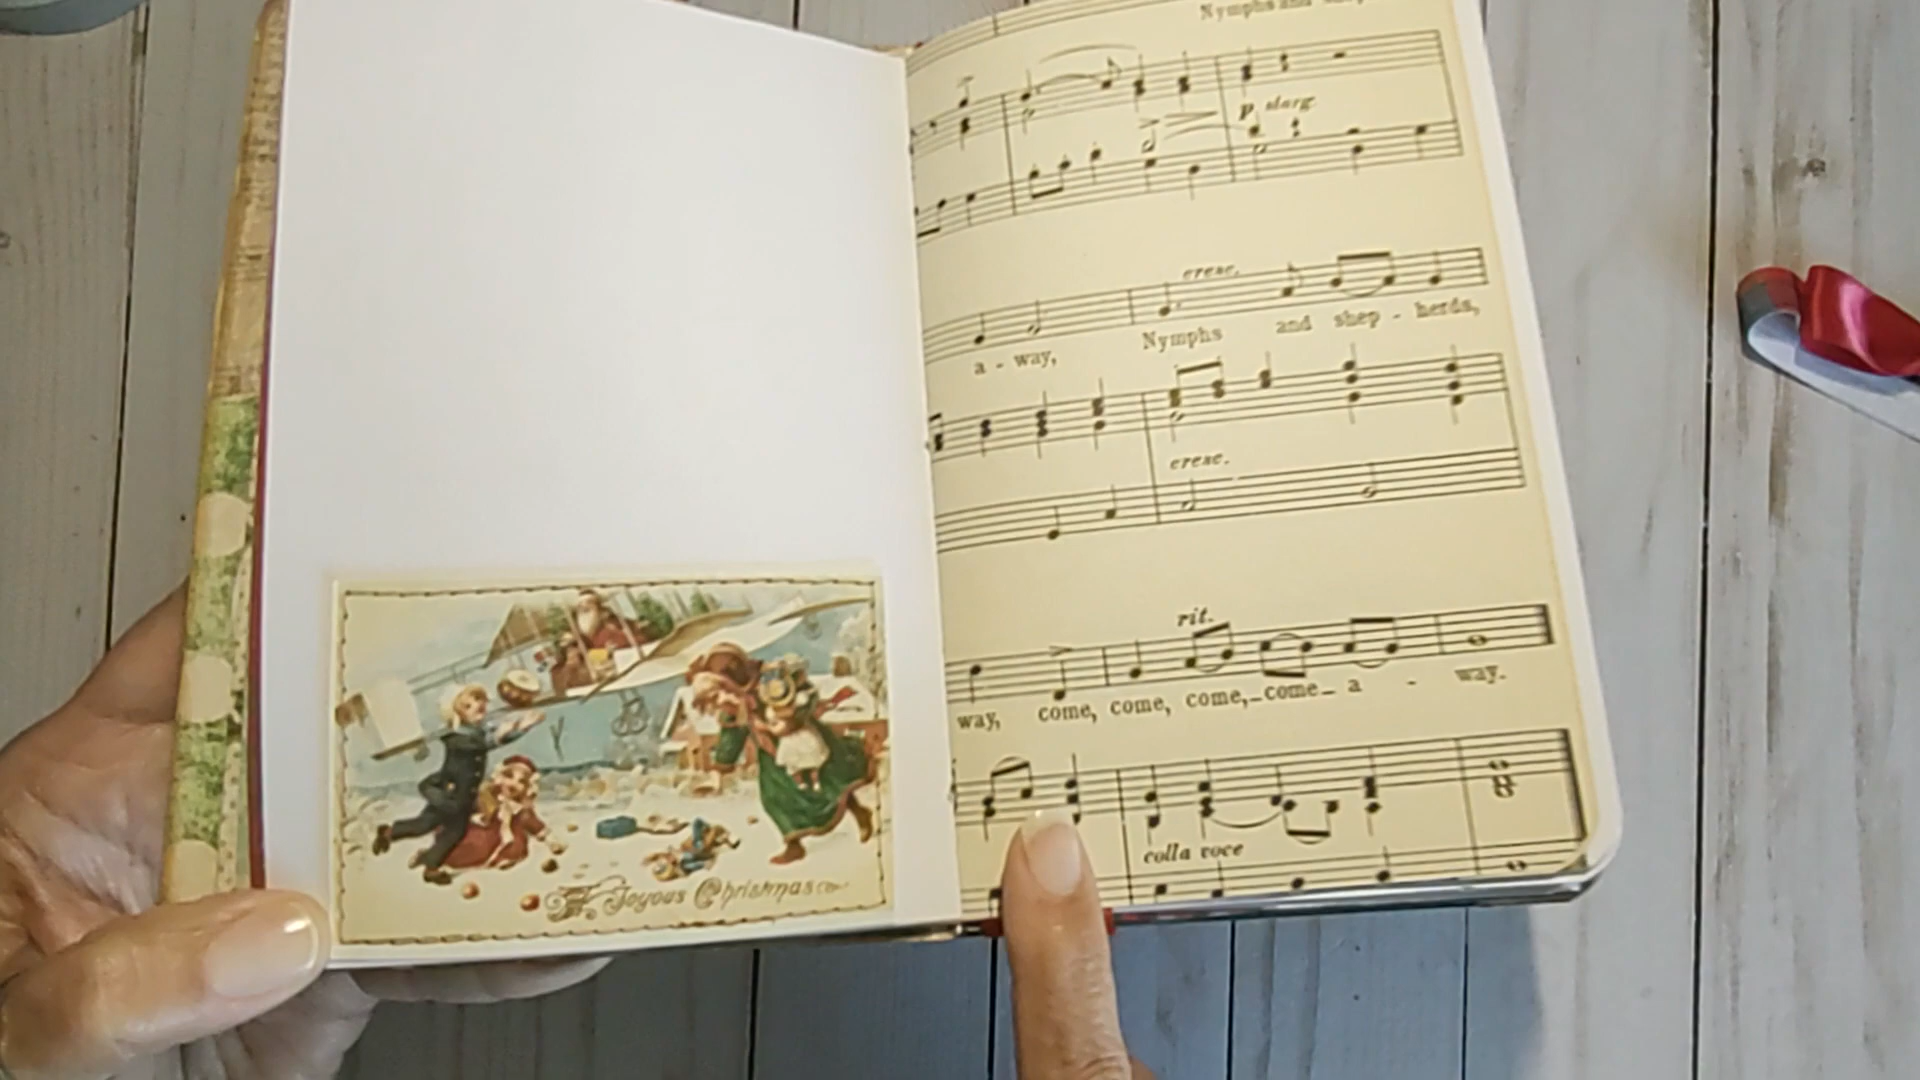 A Joyous Christmas
Nymphs and
p slarg.
cresc.
a - way, Nymphs and shep - herds,
cresc.
rit.
way, come, come, come, come a - way.
colla voce